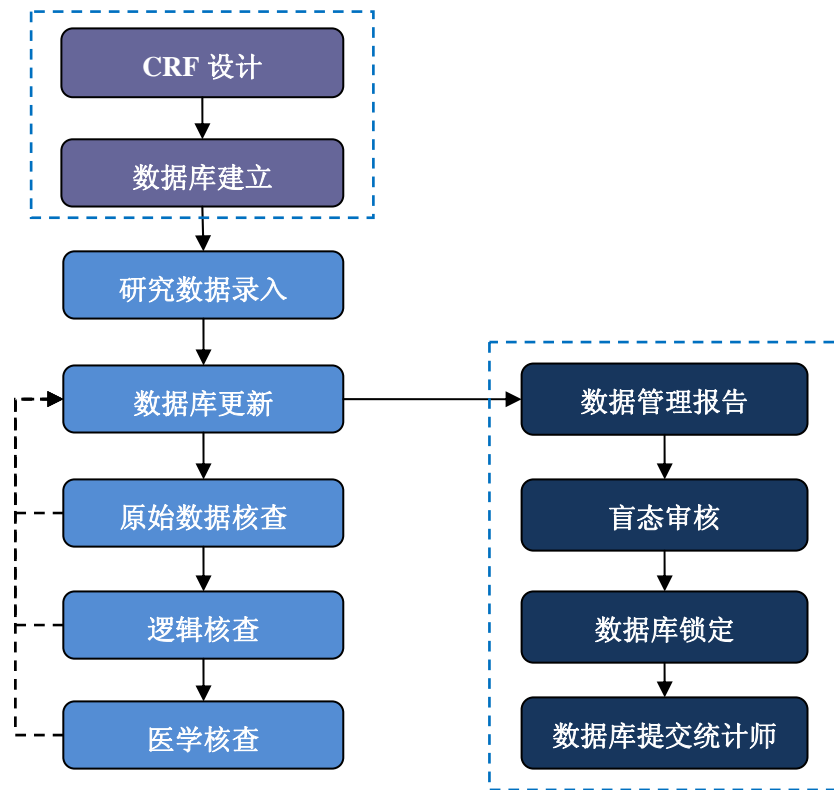 CRF 设计
数据库建立
研究数据录入
数据库更新
原始数据核查
逻辑核查
医学核查
数据管理报告
盲态审核
数据库锁定
数据库提交统计师